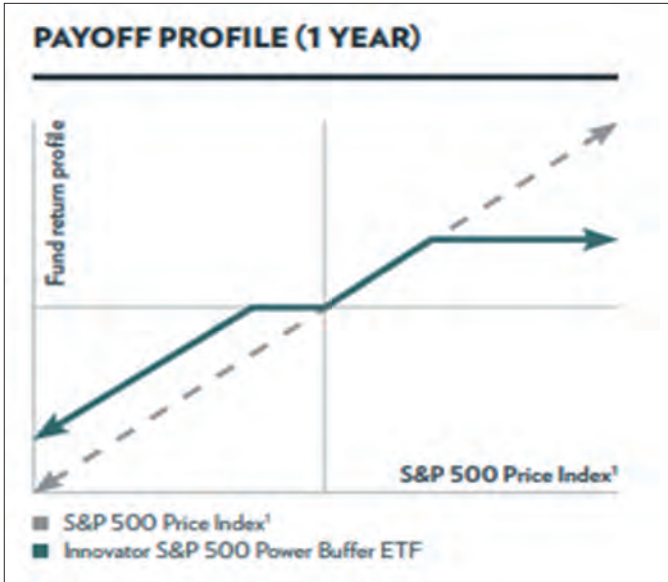 PAYOFF PROFILE (1 YEAR)
Fund return profile
S&P 500 Price Index¹
S&P 500 Price Index¹
Innovator S&P 500 Power Buffer ETF